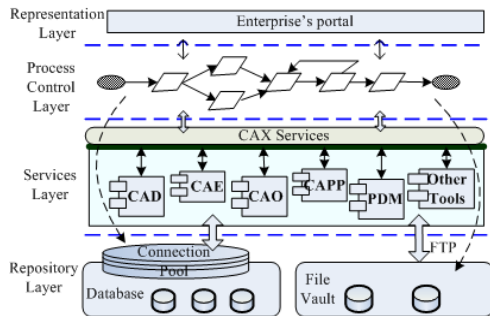 Representation
Layer
Enterprise's portal
Process
Control
Layer
CAX Services
Services
Layer
CAD
CAE
CAO
CAPP
PDM
Other
Tools
Connection
Pool
FTP
Repository
Layer
Database
File
Vault